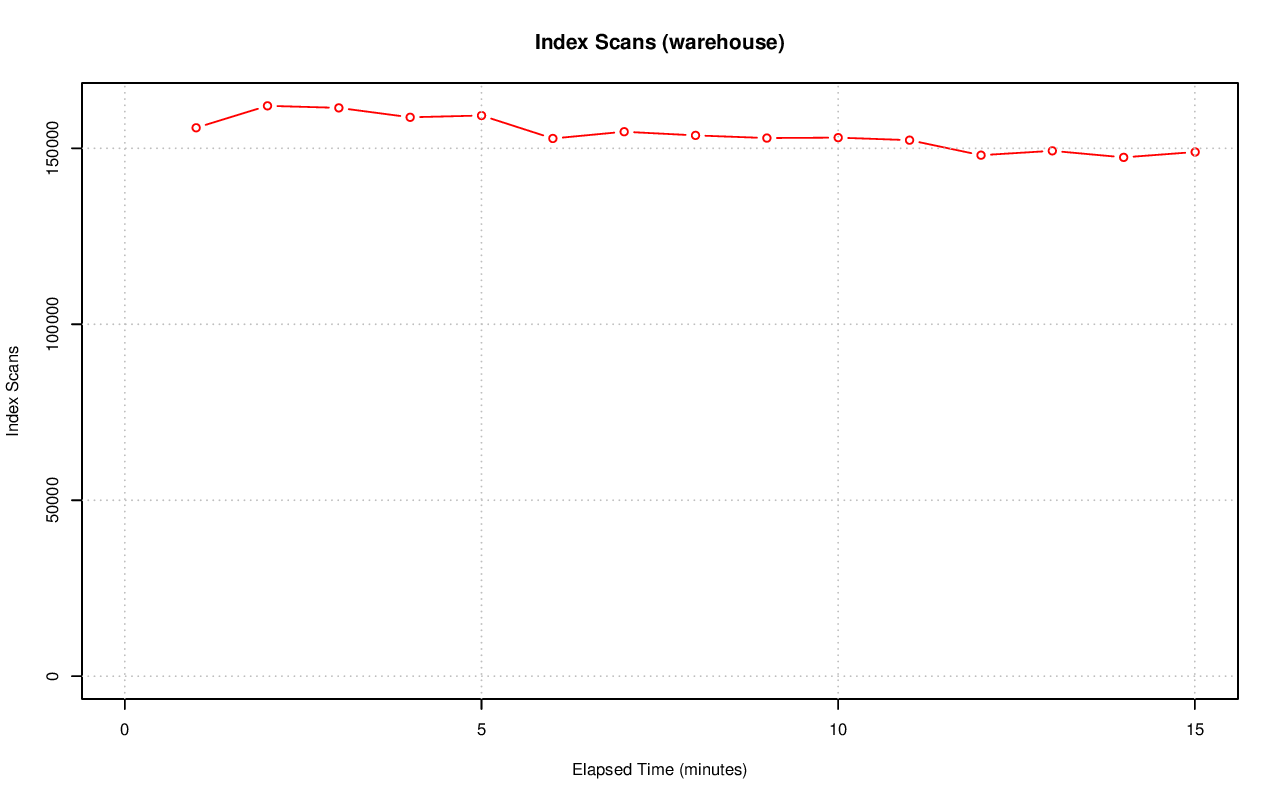 Index Scans (warehouse)
Index Scans
150000
100000
50000
0
0 5 10 15
Elapsed Time (minutes)